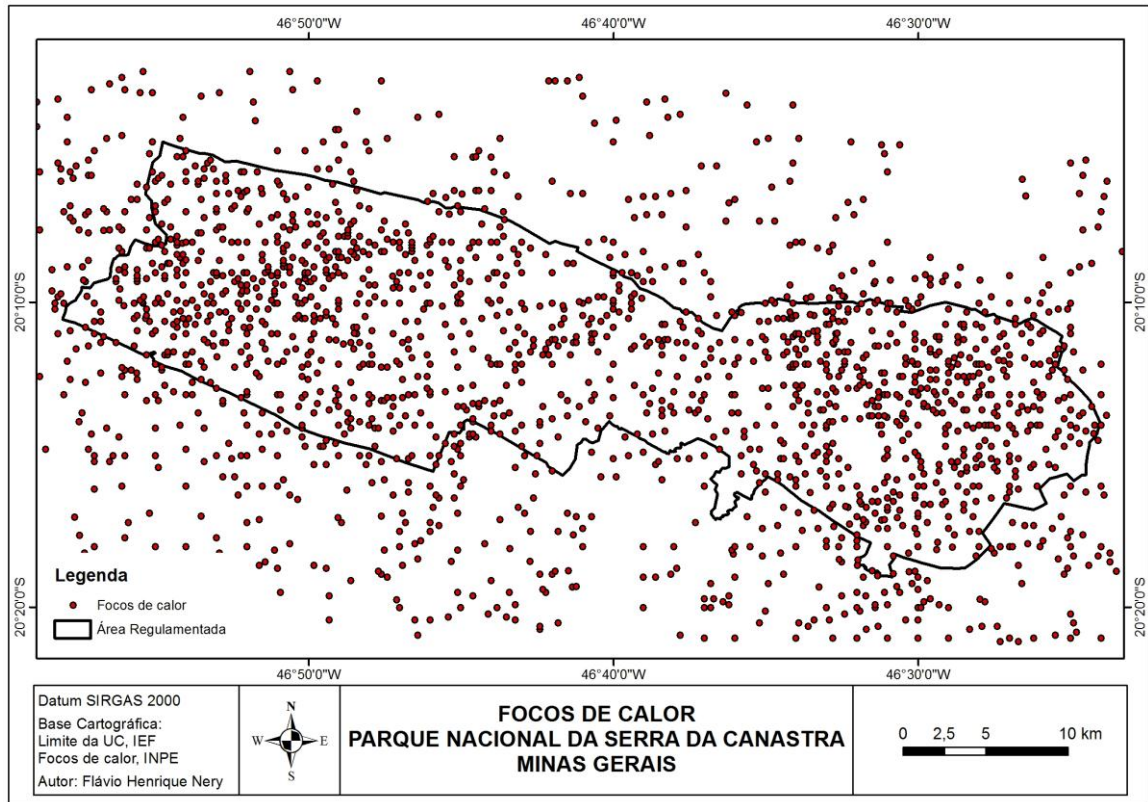 46°50'0"W
46°40'0"W
46°30'0"W
20°10'0"S
20°10'0"S
20°20'0"S
20°20'0"S
Legenda
Focos de calor
Área Regulamentada
46°50'0"W
46°40'0"W
46°30'0"W
Datum SIRGAS 2000
Base Cartográfica:
Limite da UC, IEF
Focos de calor, INPE
Autor: Flávio Henrique Nery
N
W
E
S
FOCOS DE CALOR
PARQUE NACIONAL DA SERRA DA CANASTRA
MINAS GERAIS
0 2,5 5 10 km